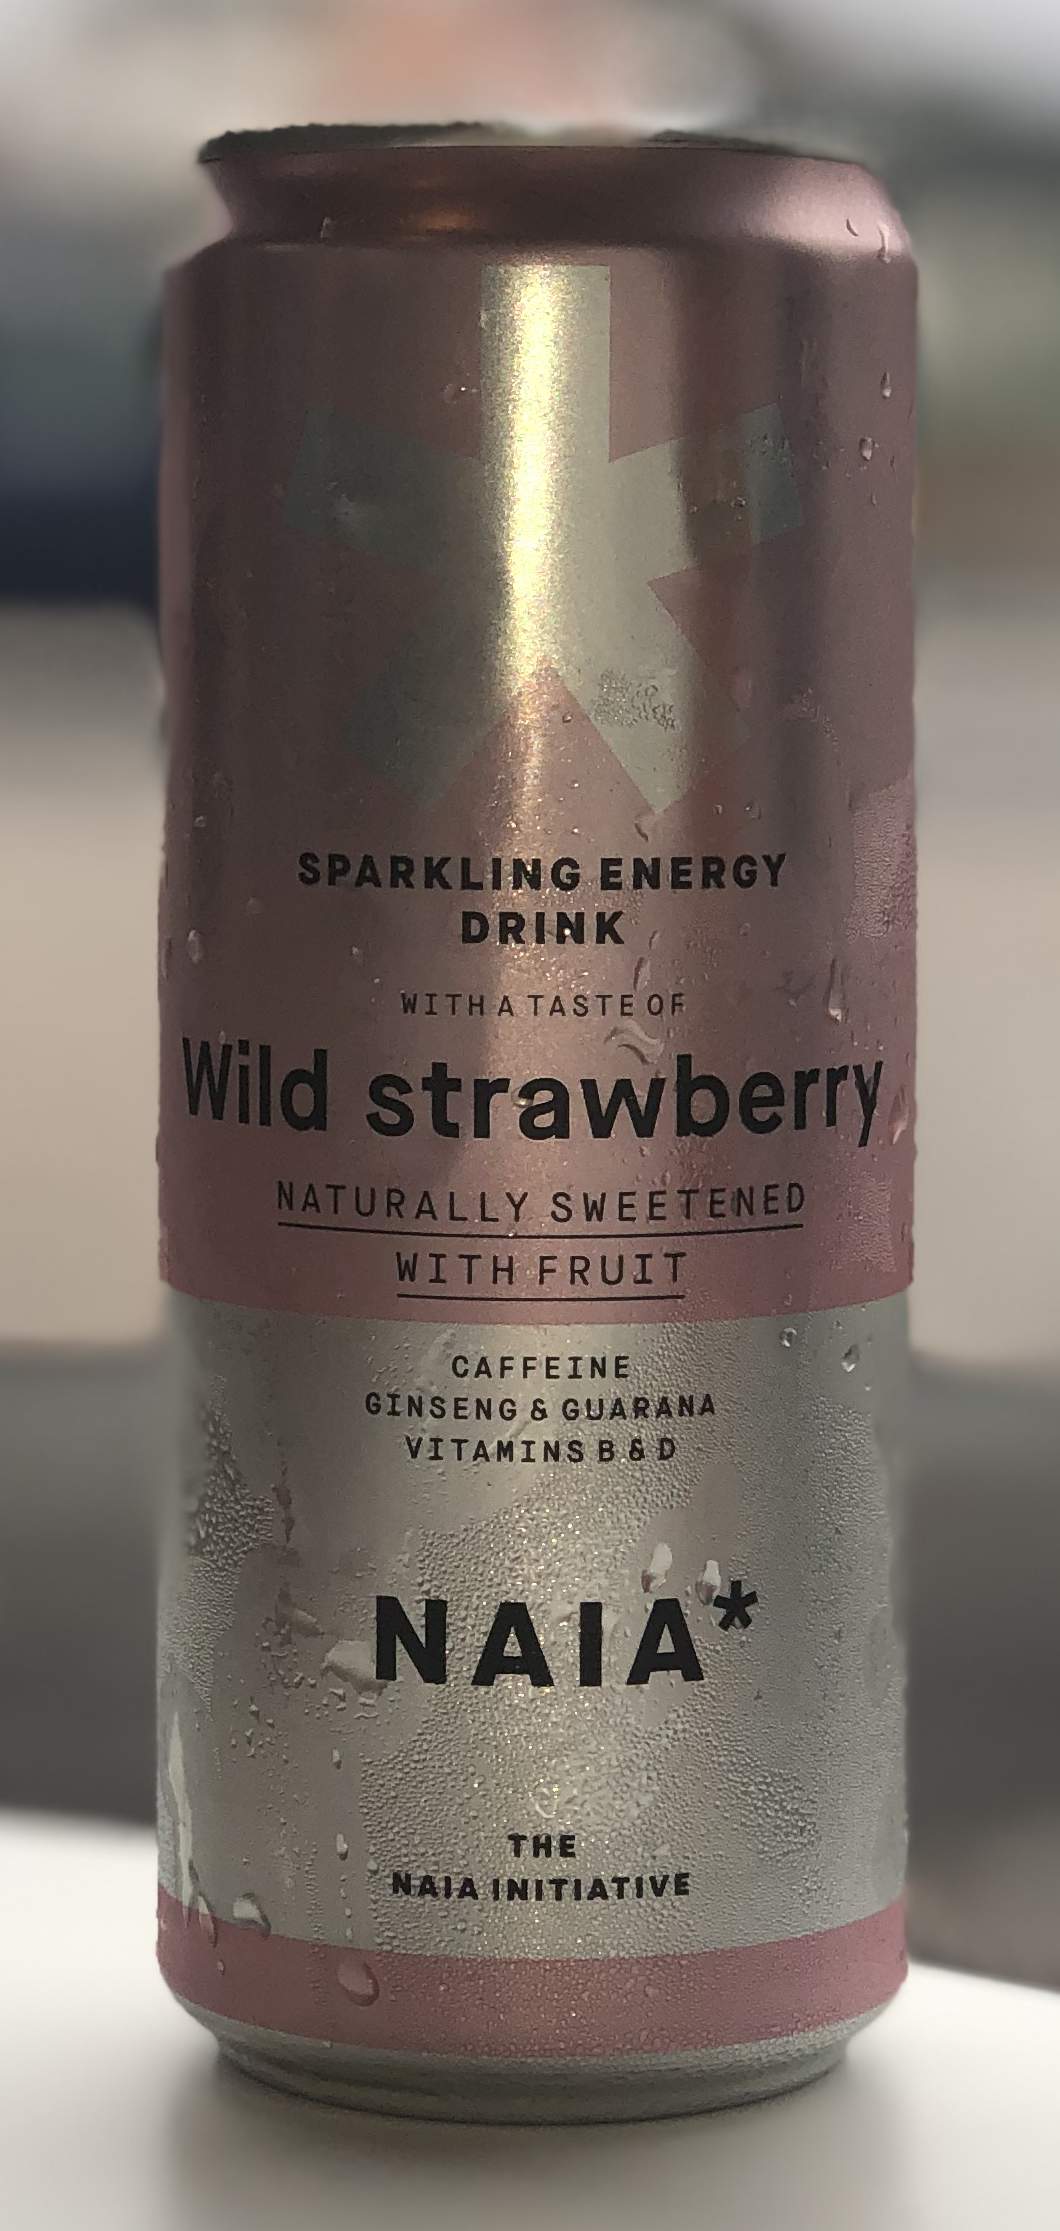 SPARKLING ENERGY
DRINK
WITH A TASTE OF
Wild strawberry
NATURALLY SWEETENED
WITH FRUIT
CAFFEINE
GINSENG & GUARANA
VITAMINS B & D
NAIA*
THE
NAIA INITIATIVE